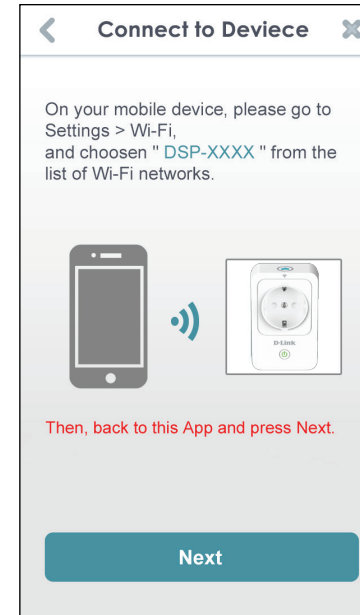 Connect to Deviece
On your mobile device, please go to
Settings > Wi-Fi,
and choosen " DSP-XXXX " from the
list of Wi-Fi networks.
D-Link
Then, back to this App and press Next.
Next